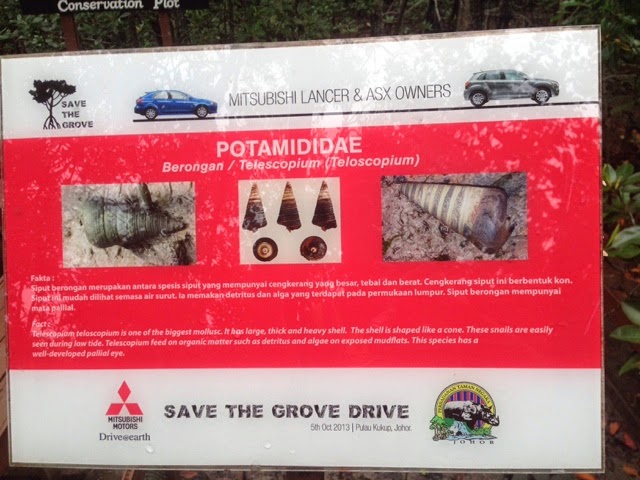 Conservation Plot
SAVE
THE
GROVE
MITSUBISHI LANCER & ASX OWNERS
POTAMIDIDAE
Berongan / Telescopium (Teloscopium)
Fakta :
Siput berongan merupakan antara spesis siput yang mempunyai cengkerang yang besar, tebal dan berat. Cengkerang siput ini berbentuk kon.
Siput ini mudah dilihat semasa air surut. Ia memakan detritus dan alga yang terdapat pada permukaan lumpur. Siput berongan mempunyai
mata pallial.
Fact :
Telescopium teloscopium is one of the biggest mollusc. It has large, thick and heavy shell. The shell is shaped like a cone. These snails are easily
seen during low tide. Telescopium feed on organic matter such as detritus and algae on exposed mudflats. This species has a
well-developed pallial eye.
MITSUBISHI
MOTORS
Drive@earth
SAVE THE GROVE DRIVE
5th Oct 2013 | Pulau Kukup, Johor.
PERBADANAN TAMAN NEGARA
JOHOR